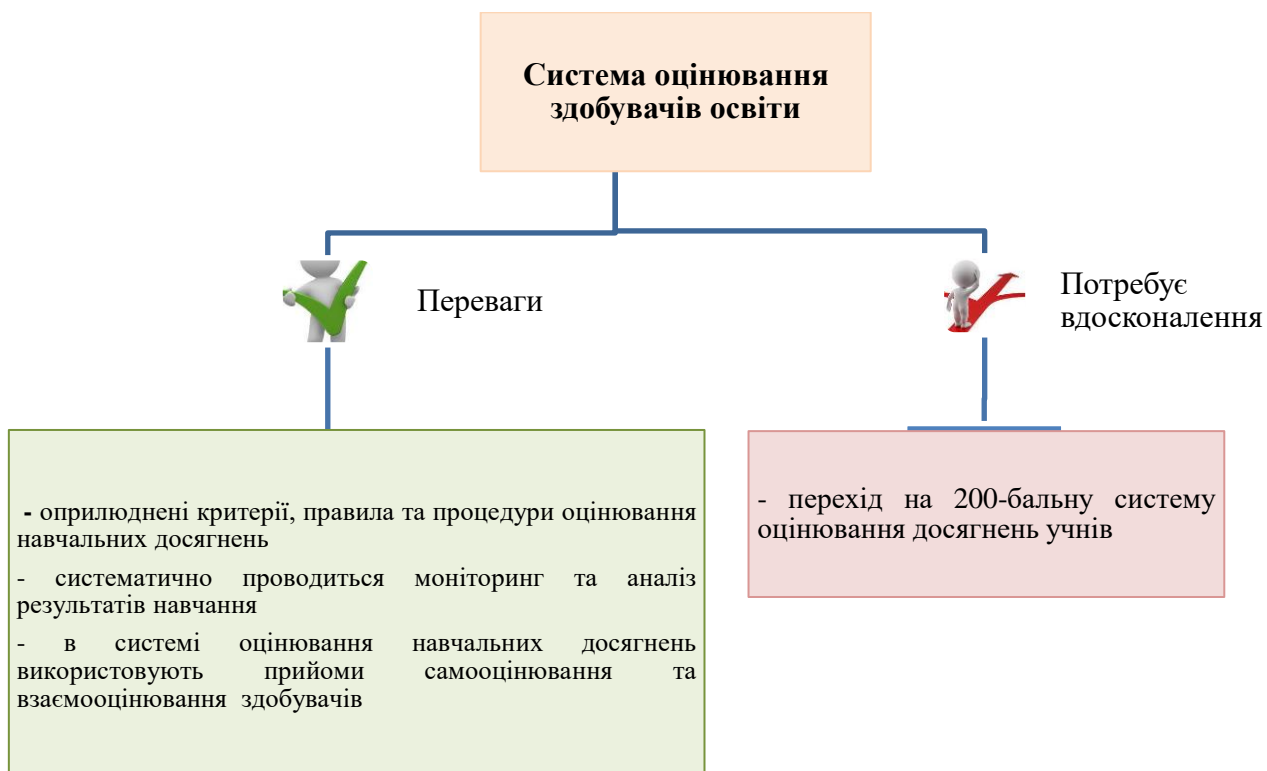 Система оцінювання
здобувачів освіти
Переваги
Потребує
вдосконалення
- оприлюднені критерії, правила та процедури оцінювання
навчальних досягнень
- систематично проводиться моніторинг та аналіз
результатів навчання
- в системі оцінювання навчальних досягнень
використовують прийоми самооцінювання та
взаємооцінювання здобувачів
- перехід на 200-бальну систему
оцінювання досягнень учнів